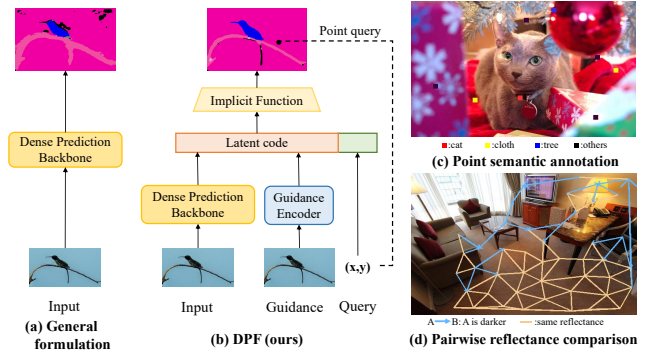 Dense Prediction
Backbone
Input
(a) General
formulation
Point query
Implicit Function
Latent code
Dense Prediction
Backbone
Guidance
Encoder
(x,y)
Input
Guidance
Query
(b) DPF (ours)
:cat
:cloth
:tree
:others
(c) Point semantic annotation
A B: A is darker
:same reflectance
(d) Pairwise reflectance comparison